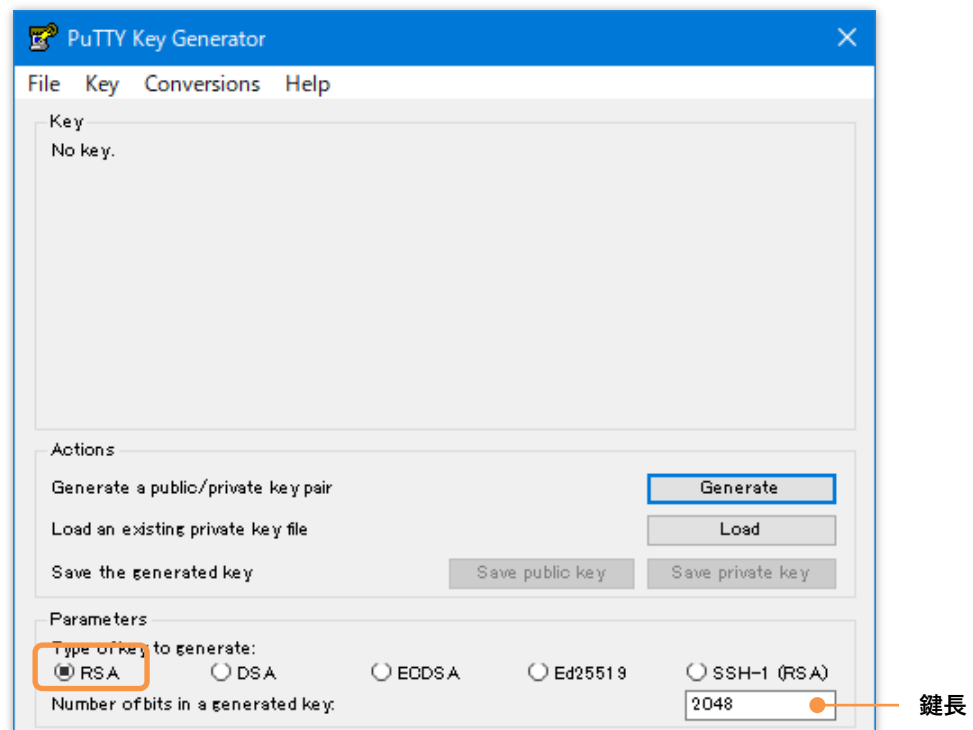 PuTTY Key Generator
File Key Conversions Help
Key
No key.
Actions
Generate a public/private key pair Generate
Load an existing private key file Load
Save the generated key Save public key Save private key
Parameters
Type of key to generate:
RSA DSA ECDSA Ed25519 SSH-1 (RSA)
Number of bits in a generated key: 2048 鍵長